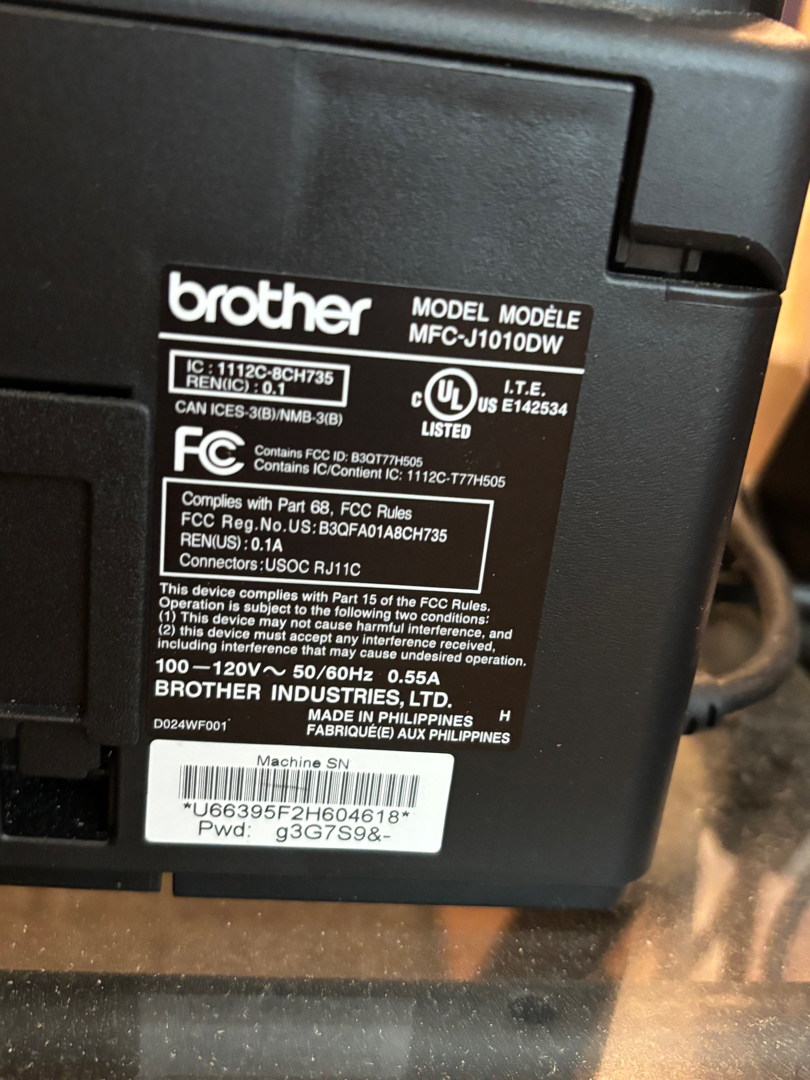 brother
MODEL MODÈLE
MFC-J1010DW
IC : 1112C-8CH735
REN(IC) : 0.1
CAN ICES-3(B)/NMB-3(B)
C UL US
LISTED
I.T.E.
E142534
FC
Contains FCC ID: B3QT77H505
Contains IC/Contient IC: 1112C-T77H505
Complies with Part 68, FCC Rules
FCC Reg.No.US: B3QFA01A8CH735
REN(US) : 0.1A
Connectors : USOC RJ11C
This device complies with Part 15 of the FCC Rules.
Operation is subject to the following two conditions:
(1) This device may not cause harmful interference, and
(2) this device must accept any interference received,
including interference that may cause undesired operation.
100—120V～ 50/60Hz 0.55A
BROTHER INDUSTRIES, LTD.
D024WF001
MADE IN PHILIPPINES H
FABRIQUÉ(E) AUX PHILIPPINES
Machine SN
*U66395F2H604618*
Pwd: g3G7S9&-